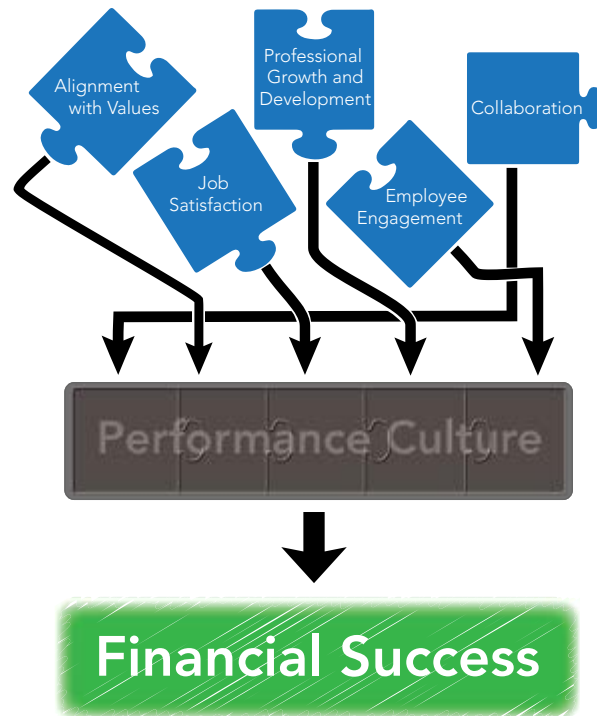 Alignment
with Values
Job
Satisfaction
Professional
Growth and
Development
Employee
Engagement
Collaboration
Performance Culture
Financial Success